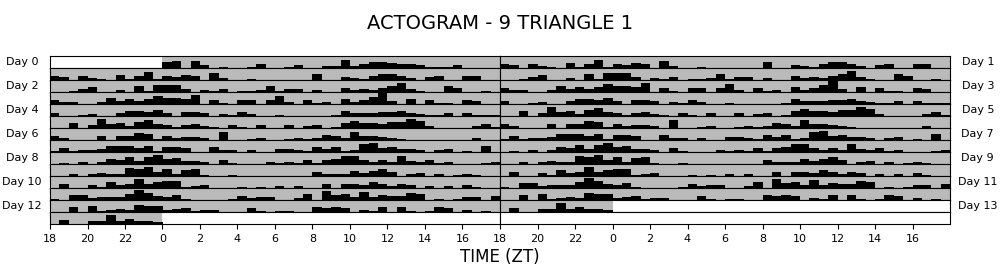 ACTOGRAM - 9 TRIANGLE 1
Day 0 Day 1
Day 2 Day 3
Day 4 Day 5
Day 6 Day 7
Day 8 Day 9
Day 10 Day 11
Day 12 Day 13
18 20 22 0 2 4 6 8 10 12 14 16 18 20 22 0 2 4 6 8 10 12 14 16
TIME (ZT)